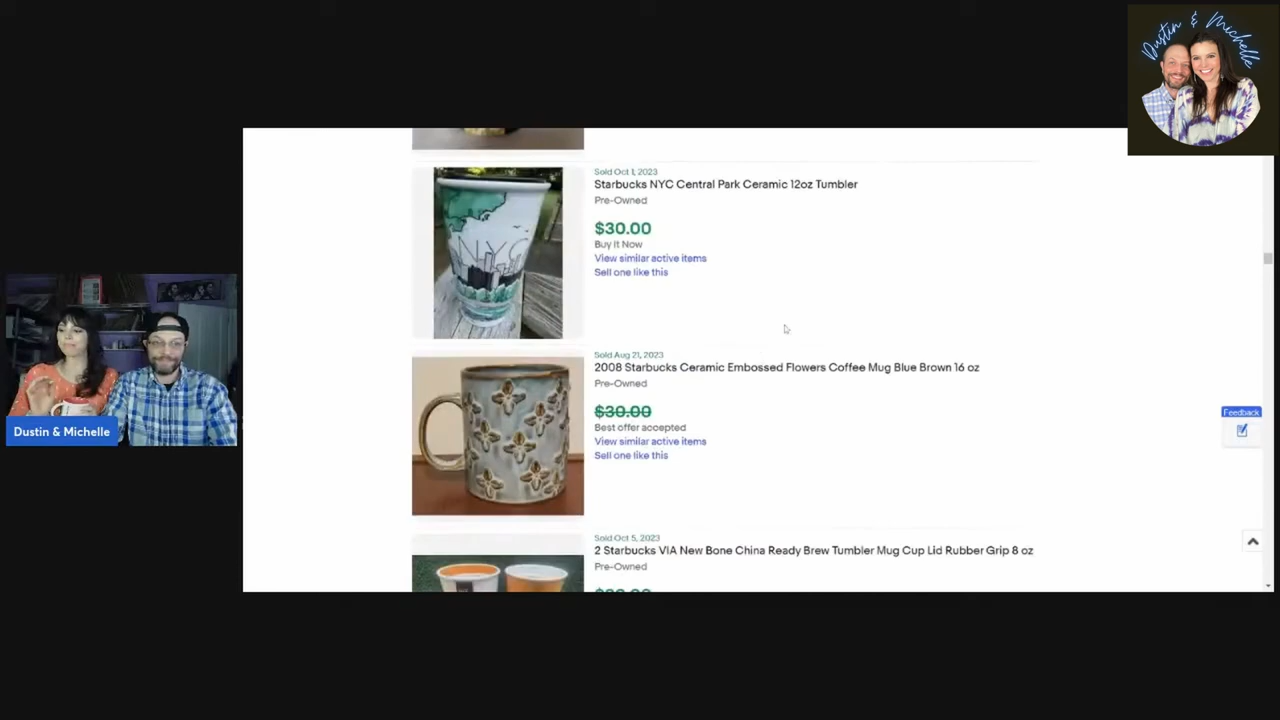 Dustin & Michelle
Sold Oct 1, 2023
Starbucks NYC Central Park Ceramic 12oz Tumbler
Pre-Owned
$30.00
Buy It Now
View similar active items
Sell one like this
NYC
Sold Aug 21, 2023
2008 Starbucks Ceramic Embossed Flowers Coffee Mug Blue Brown 16 oz
Pre-Owned
$30.00
Best offer accepted
View similar active items
Sell one like this
Feedback
Dustin & Michelle
Sold Oct 5, 2023
2 Starbucks VIA New Bone China Ready Brew Tumbler Mug Cup Lid Rubber Grip 8 oz
Pre-Owned